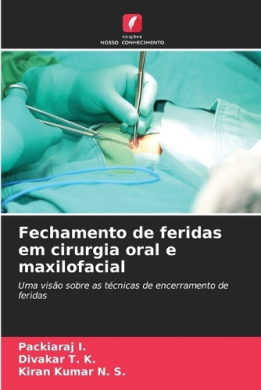 edições
NOSSO CONHECIMENTO
Fechamento de feridas
em cirurgia oral e
maxilofacial
Uma visão sobre as técnicas de encerramento de
feridas
Packiaraj I.
Divakar T. K.
Kiran Kumar N. S.